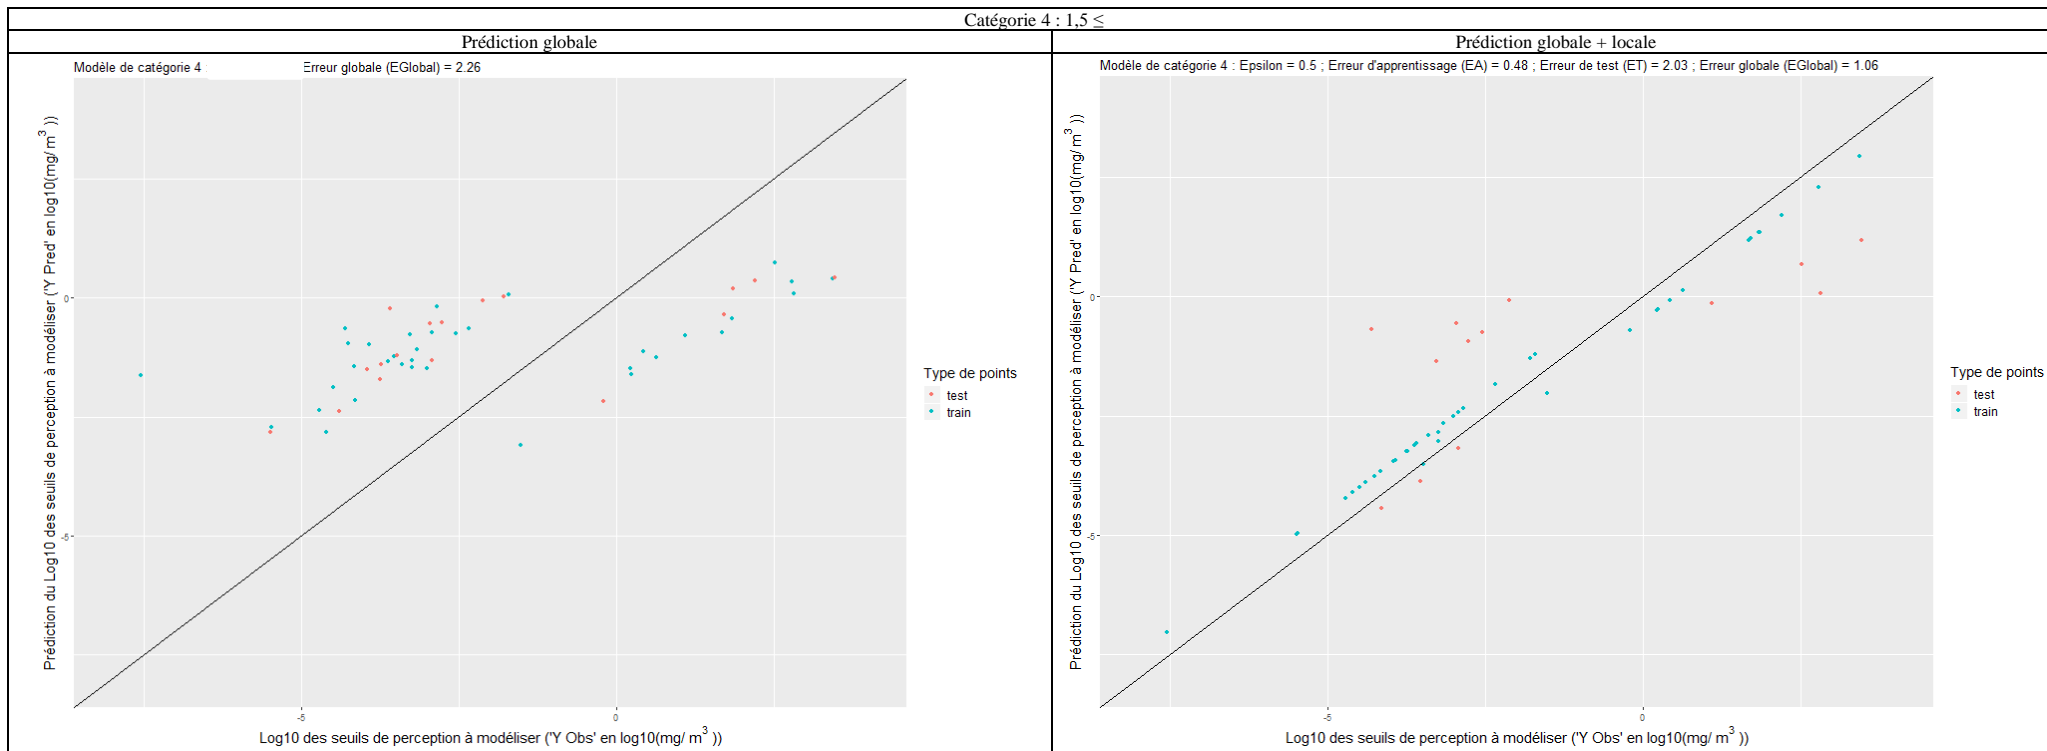 Catégorie 4 : 1,5 ≤
Prédiction globale
Prédiction globale + locale
Modèle de catégorie 4 Erreur globale (EGlobal) = 2.26
Prédiction du Log10 des seuils de perception à modéliser ('Y Pred' en log10(mg/ m3 ))
0
-5
-5
0
Log10 des seuils de perception à modéliser ('Y Obs' en log10(mg/ m3 ))
Type de points
test
train
Modèle de catégorie 4 : Epsilon = 0.5 ; Erreur d'apprentissage (EA) = 0.48 ; Erreur de test (ET) = 2.03 ; Erreur globale (EGlobal) = 1.06
Prédiction du Log10 des seuils de perception à modéliser ('Y Pred' en log10(mg/ m3 ))
0
-5
-5
0
Log10 des seuils de perception à modéliser ('Y Obs' en log10(mg/ m3 ))
Type de points
test
train